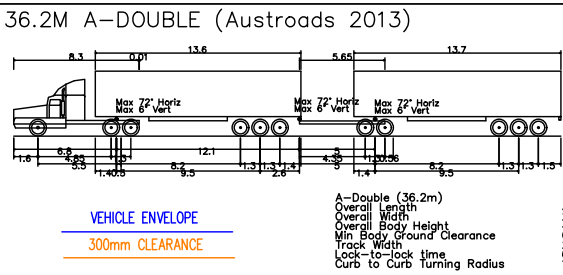 36.2M A-DOUBLE (Austroads 2013)
13.6 13.7
8.3 0.01 5.65
Max 72° Horiz Max 72° Horiz Max 72° Horiz
Max 6° Vert Max 6° Vert Max 6° Vert
6.8 12.1 5
1.6 4.85 1.3 4.35 1.3 0.56
5.5 8.2 1.3 1.3 1.4 5 8.2 1.3 1.3 1.5
1.4 9.5 2.6 1.4 9.5
VEHICLE ENVELOPE
300mm CLEARANCE
A-Double (36.2m)
Overall Length
Overall Width
Overall Body Height
Min Body Ground Clearance
Track Width
Lock-to-lock time
Curb to Curb Turning Radius